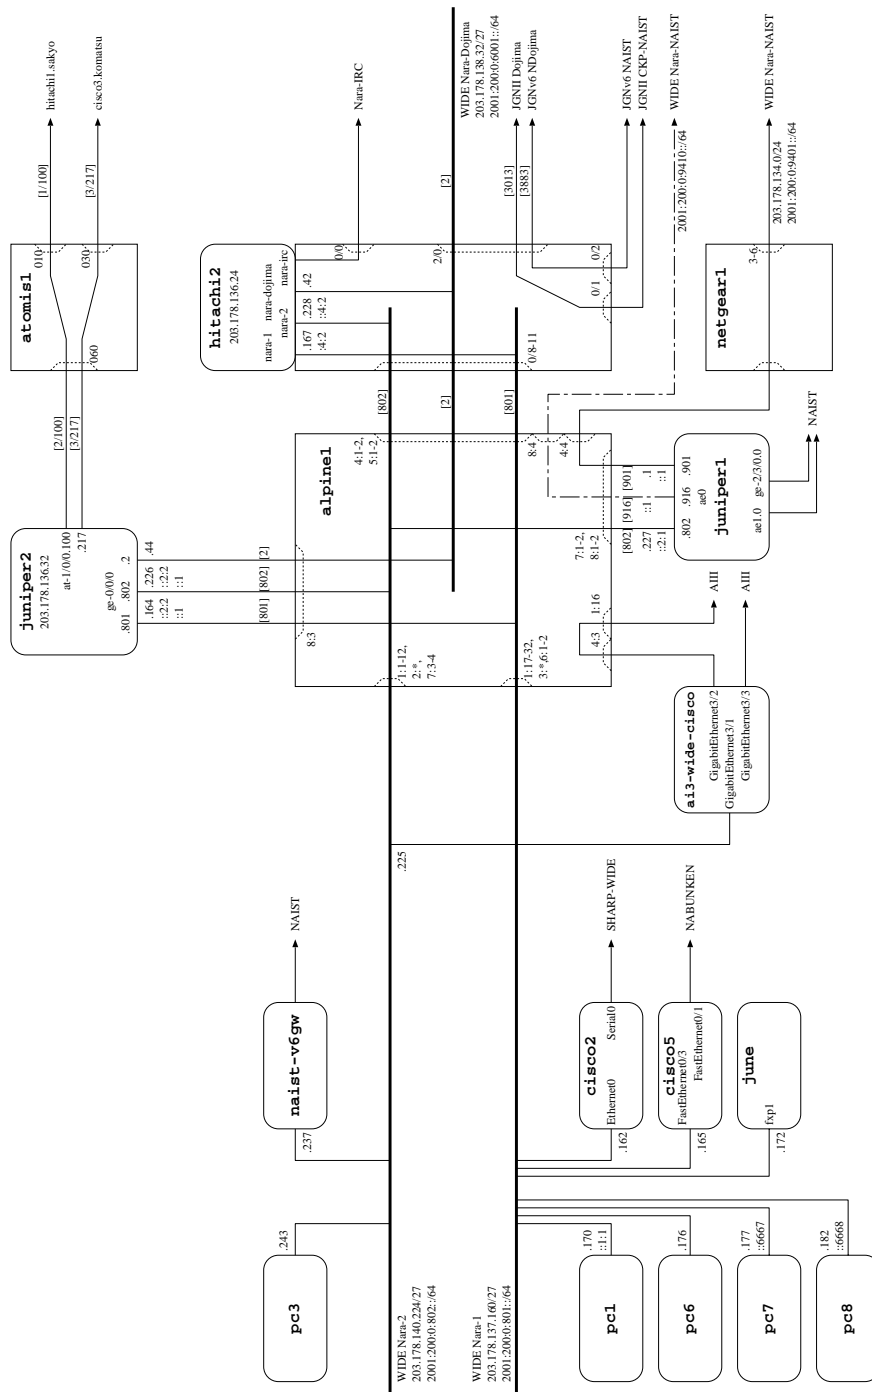 hitachi1.sakyo
cisco3.komatsu
[1/100]
[3/217]
atomis1
010
030
060
[2/100]
[3/217]
juniper2
203.178.136.32
at-1/0/0.100
.217
ge-0/0/0
.801
.802
.2
.164
::2:2
::1
.226
::2:2
::1
.44
[801]
[802]
[2]
Nara-IRC
hitachi2
203.178.136.24
nara-1
nara-dojima
nara-2
nara-irc
.167
:4:2
.228
::4:2
.42
0/0
2/0
0/2
0/1
0/8-11
WIDE Nara-Dojima
203.178.138.32/27
2001:200:0:6001::/64
[2]
JGNII Dojima
JGNv6 NDojima
[3013]
[3883]
JGNv6 NAIST
JGNII CKP-NAIST
WIDE Nara-NAIST
2001:200:0:9410::/64
WIDE Nara-NAIST
203.178.134.0/24
2001:200:0:9401::/64
netgear1
3-6
[802]
[2]
[801]
alpine1
4:1-2,
5:1-2
8:4
4:4
8:3
7:1-2,
8:1-2
1:1-12,
2:*,
7:3-4
1:17-32,
3:*,6:1-2
4:3
1:16
[802]
[916]
[901]
.227
::2:1
::1
.1
::1
juniper1
.802
.916
.901
ae0
ae1.0
ge-2/3/0.0
NAIST
AIII
AIII
ai3-wide-cisco
GigabitEthernet3/2
GigabitEthernet3/1
GigabitEthernet3/3
.225
naist-v6gw
NAIST
.237
cisco2
Ethernet0
Serial0
SHARP-WIDE
.162
cisco5
FastEthernet0/3
FastEthernet0/1
NABUNKEN
.165
june
fxp1
.172
pc3
.243
WIDE Nara-2
203.178.140.224/27
2001:200:0:802::/64
WIDE Nara-1
203.178.137.160/27
2001:200:0:801::/64
pc1
.170
::1:1
pc6
.176
pc7
.177
::6667
pc8
.182
::6668